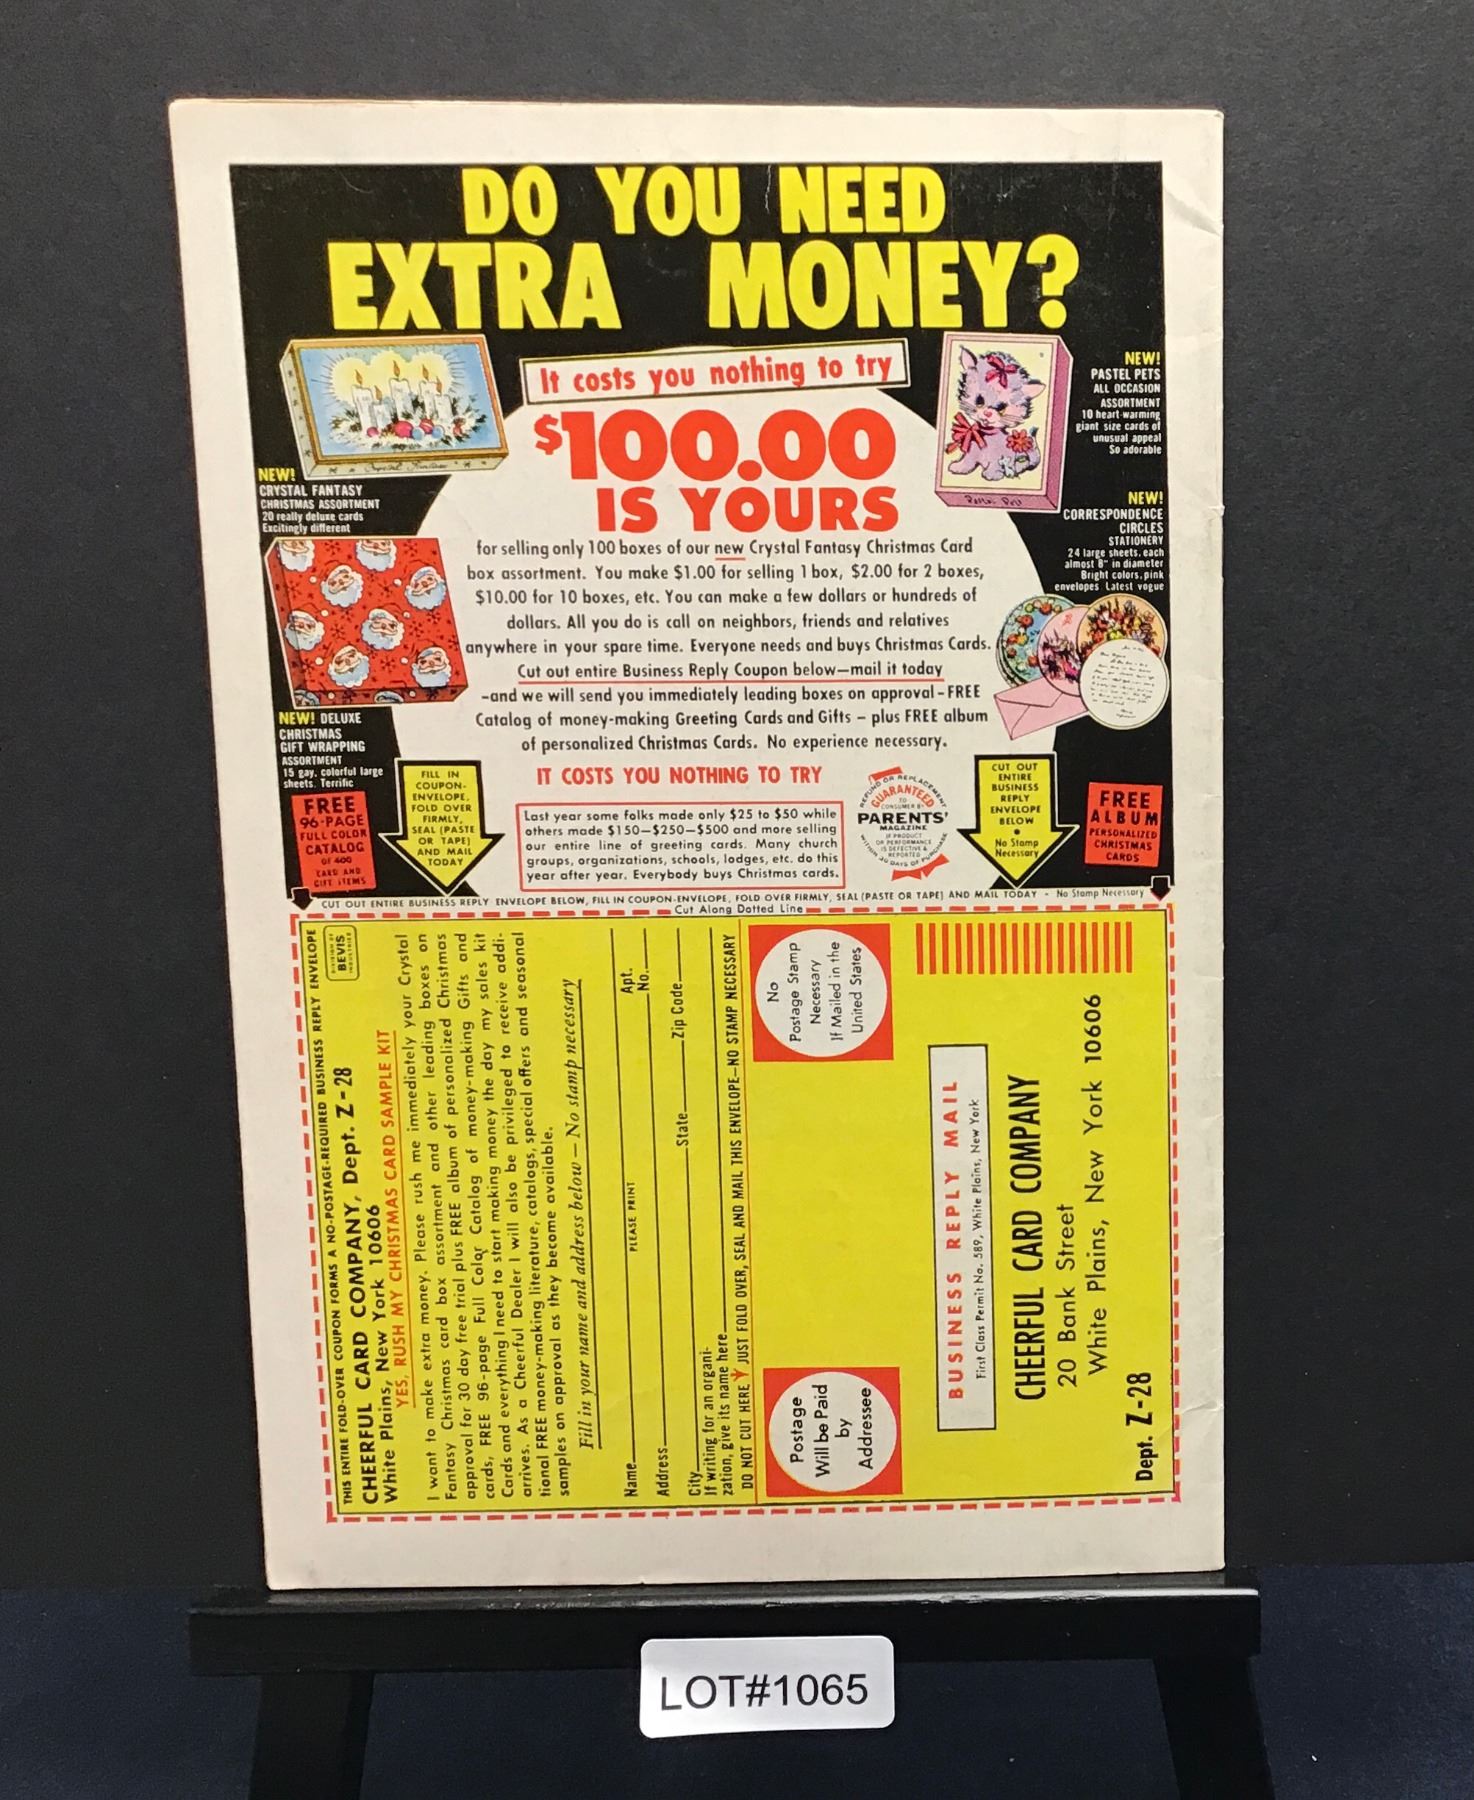 DO YOU NEED
EXTRA MONEY?
It costs you nothing to try
$100.00
IS YOURS
for selling only 100 boxes of our new Crystal Fantasy Christmas Card
box assortment. You make $1.00 for selling 1 box, $2.00 for 2 boxes,
$10.00 for 10 boxes, etc. You can make a few dollars or hundreds of
dollars. All you do is call on neighbors, friends and relatives
anywhere in your spare time. Everyone needs and buys Christmas Cards.
Cut out entire Business Reply Coupon below—mail it today
-and we will send you immediately leading boxes on approval-FREE
Catalog of money-making Greeting Cards and Gifts - plus FREE album
of personalized Christmas Cards. No experience necessary.
IT COSTS YOU NOTHING TO TRY
Last year some folks made only $25 to $50 while
others made $150—$250—$500 and more selling
our entire line of greeting cards. Many church
groups, organizations, schools, lodges, etc. do this
year after year. Everybody buys Christmas cards.
Crystal Fantasy
NEW!
CRYSTAL FANTASY
CHRISTMAS ASSORTMENT
20 really deluxe cards
Excitingly different
NEW! DELUXE
CHRISTMAS
GIFT WRAPPING
ASSORTMENT
15 gay, colorful large
sheets. Terrific
FREE
96-PAGE
FULL COLOR
CATALOG
OF 400
CARD AND
GIFT ITEMS
FILL IN
COUPON-
ENVELOPE,
FOLD OVER
FIRMLY,
SEAL (PASTE
OR TAPE)
AND MAIL
TODAY
Pastel Pets
NEW!
PASTEL PETS
ALL OCCASION
ASSORTMENT
10 heart-warming
giant size cards of
unusual appeal
So adorable
NEW!
CORRESPONDENCE
CIRCLES
STATIONERY
24 large sheets, each
almost 8" in diameter
Bright colors, pink
envelopes Latest vogue
REFUND OR REPLACEMENT
GUARANTEED
TO
CONSUMER BY
PARENTS'
MAGAZINE
IF PRODUCT
OR PERFORMANCE
IS DEFECTIVE &
REPORTED
WITHIN 30 DAYS OF PURCHASE
CUT OUT
ENTIRE
BUSINESS
REPLY
ENVELOPE
BELOW
•
No Stamp
Necessary
FREE
ALBUM
PERSONALIZED
CHRISTMAS
CARDS
CUT OUT ENTIRE BUSINESS REPLY ENVELOPE BELOW, FILL IN COUPON-ENVELOPE, FOLD OVER FIRMLY, SEAL (PASTE OR TAPE) AND MAIL TODAY - No Stamp Necessary
Cut Along Dotted Line
THIS ENTIRE FOLD-OVER COUPON FORMS A NO-POSTAGE-REQUIRED BUSINESS REPLY ENVELOPE
CHEERFUL CARD COMPANY, Dept. Z-28
White Plains, New York 10606
DIVISION OF
BEVIS
INDUSTRIES
YES, RUSH MY CHRISTMAS CARD SAMPLE KIT
I want to make extra money. Please rush me immediately your Crystal
Fantasy Christmas card box assortment and other leading boxes on
approval for 30 day free trial plus FREE album of personalized Christmas
cards, FREE 96-page Full Color Catalog of money-making Gifts and
Cards and everything I need to start making money the day my sales kit
arrives. As a Cheerful Dealer I will also be privileged to receive addi-
tional FREE money-making literature, catalogs, special offers and seasonal
samples on approval as they become available.
Fill in your name and address below — No stamp necessary
Name
PLEASE PRINT
Address Apt. No.
City State Zip Code
If writing for an organi-
zation, give its name here
DO NOT CUT HERE JUST FOLD OVER, SEAL AND MAIL THIS ENVELOPE—NO STAMP NECESSARY
No
Postage Stamp
Necessary
If Mailed in the
United States
Postage
Will be Paid
by
Addressee
BUSINESS REPLY MAIL
First Class Permit No. 589, White Plains, New York
CHEERFUL CARD COMPANY
20 Bank Street
White Plains, New York 10606
Dept. Z-28
LOT#1065